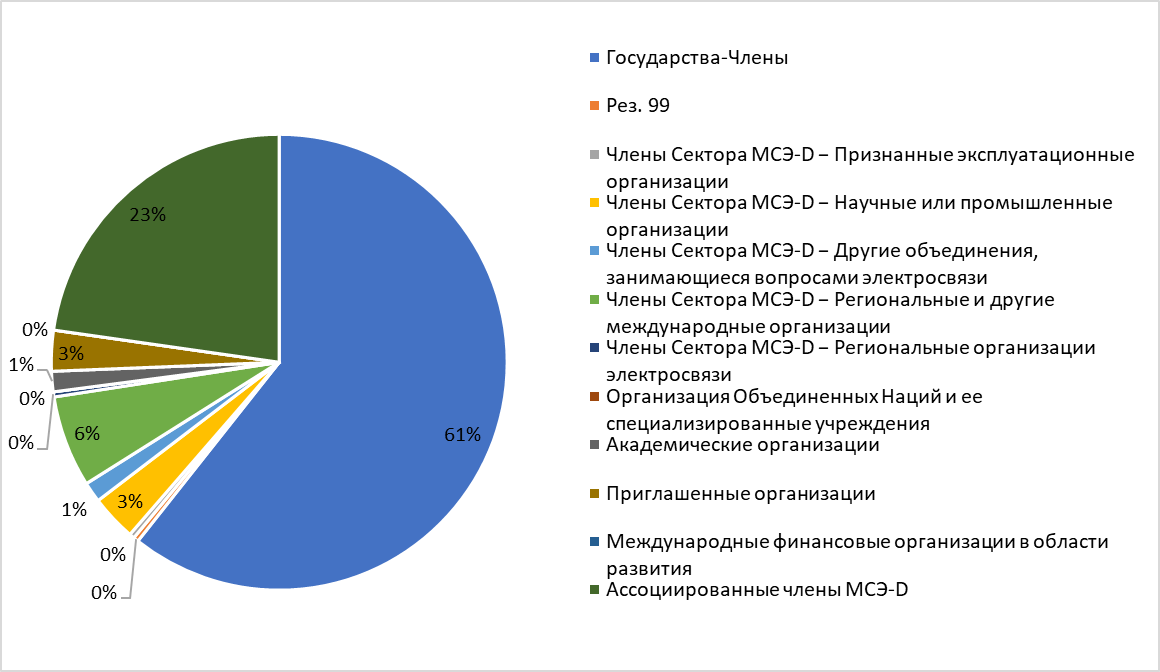 Государства-Члены
Рез. 99
Члены Сектора МСЭ-D – Признанные эксплуатационные
организации
Члены Сектора МСЭ-D – Научные или промышленные
организации
Члены Сектора МСЭ-D – Другие объединения,
занимающиеся вопросами электросвязи
Члены Сектора МСЭ-D – Региональные и другие
международные организации
Члены Сектора МСЭ-D – Региональные организации
электросвязи
Организация Объединенных Наций и ее
специализированные учреждения
Академические организации
Приглашенные организации
Международные финансовые организации в области
развития
Ассоциированные члены МСЭ-D
23%
0%
3%
1%
0%
0%
6%
61%
3%
1%
0%
0%